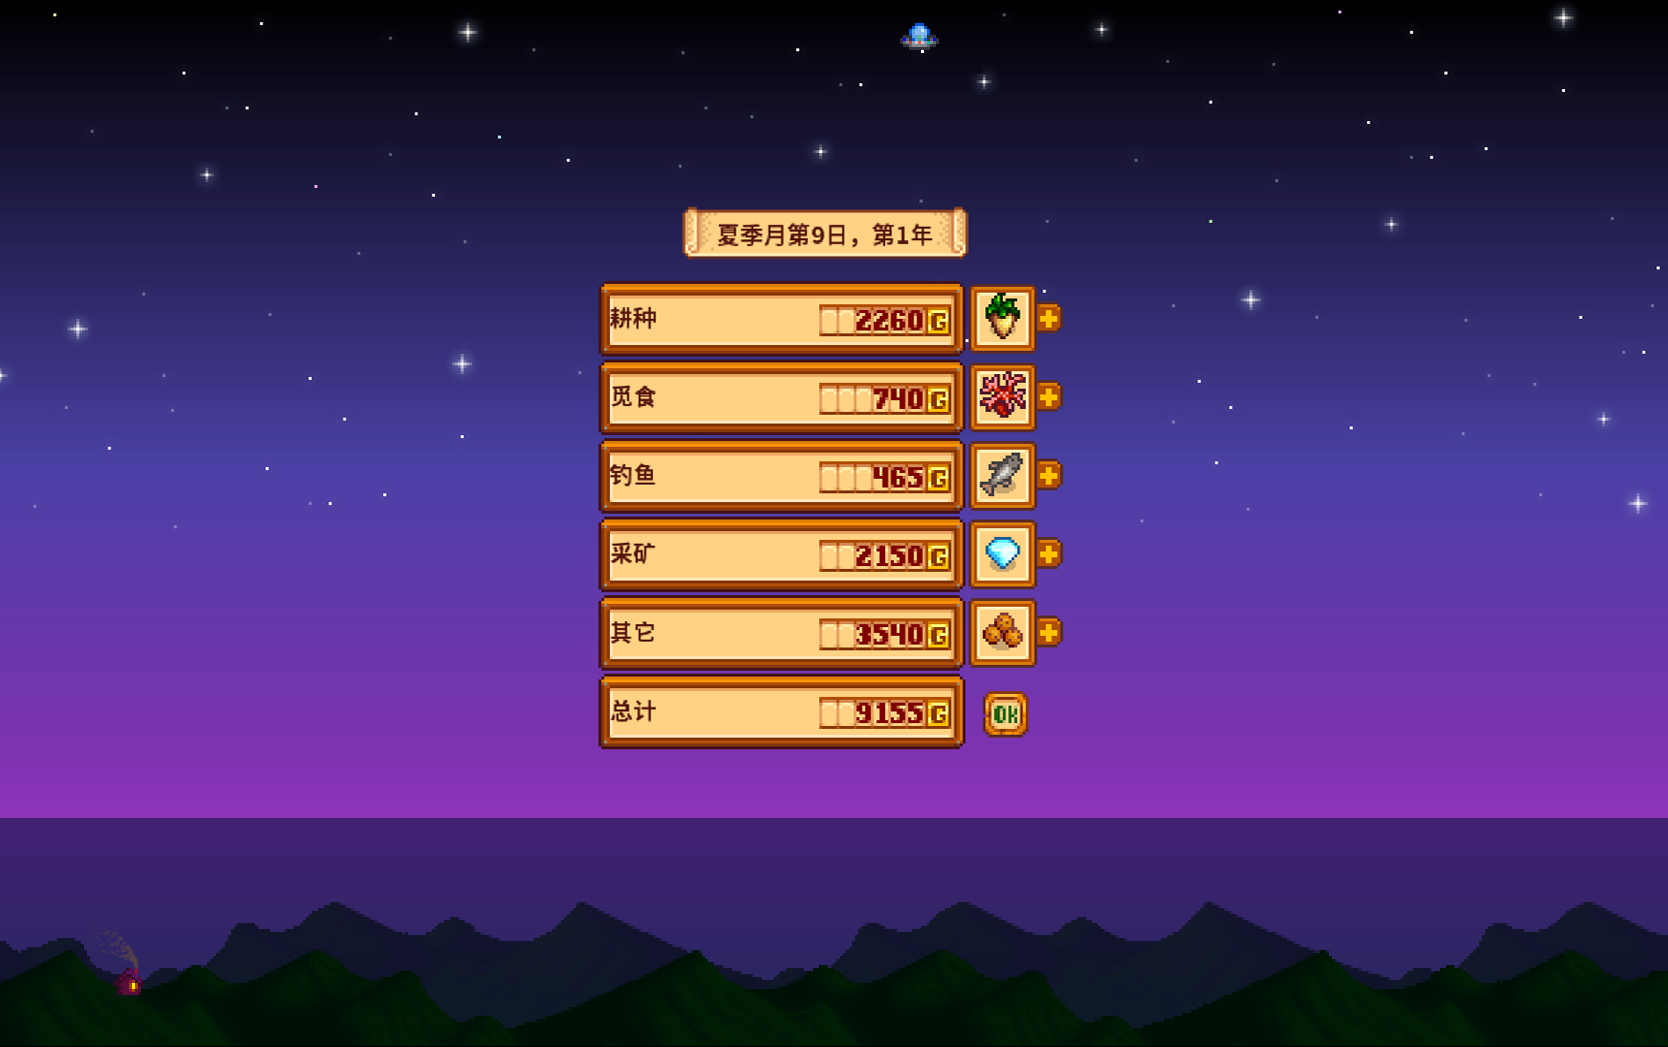 夏季月第9日，第1年
耕种 2260G
觅食 740G
钓鱼 465G
采矿 2150G
其它 3540G
总计 9155G OK